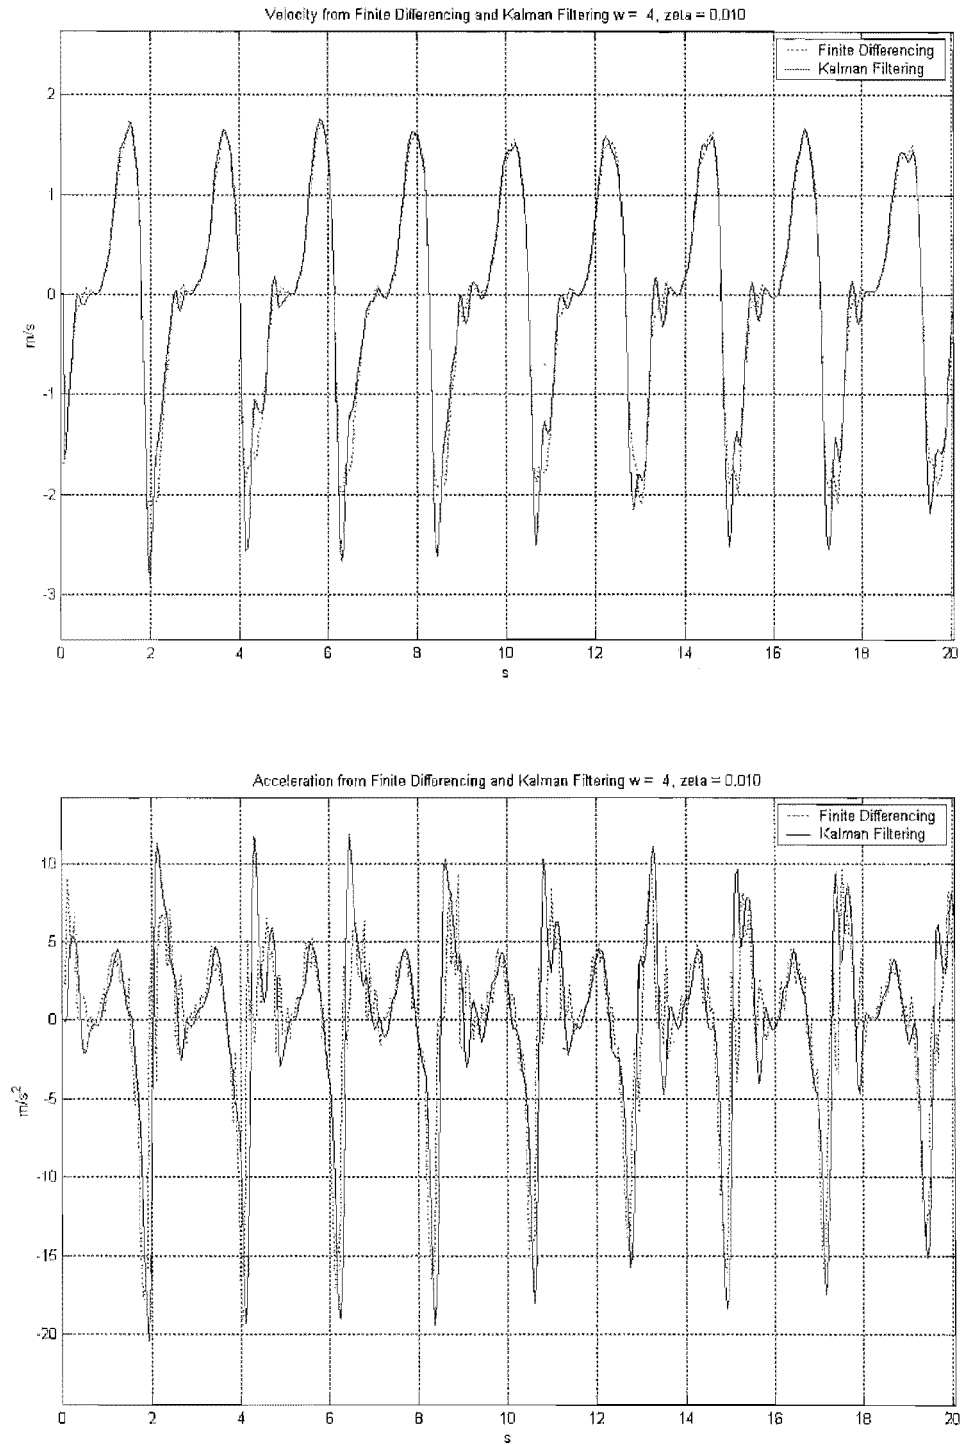 Velocity from Finite Differencing and Kalman Filtering w = 4, zeta = 0.010
Finite Differencing
Kalman Filtering
2
1
0
-1
-2
-3
m/s
0 2 4 6 8 10 12 14 16 18 20
s
Acceleration from Finite Differencing and Kalman Filtering w = 4, zeta = 0.010
Finite Differencing
Kalman Filtering
10
5
0
-5
-10
-15
-20
m/s²
0 2 4 6 8 10 12 14 16 18 20
s